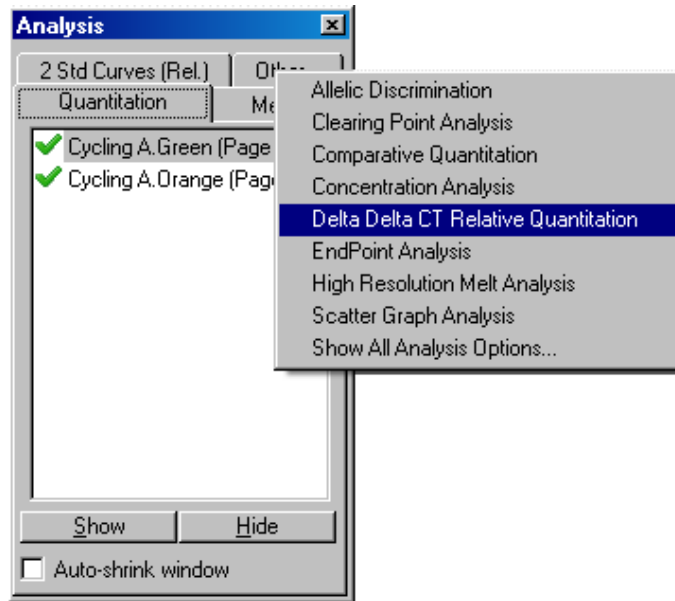 Analysis
2 Std Curves (Rel.)
Other
Quantitation
Cycling A.Green (Page
Cycling A.Orange (Page
Allelic Discrimination
Clearing Point Analysis
Comparative Quantitation
Concentration Analysis
Delta Delta CT Relative Quantitation
EndPoint Analysis
High Resolution Melt Analysis
Scatter Graph Analysis
Show All Analysis Options...
Show
Hide
Auto-shrink window